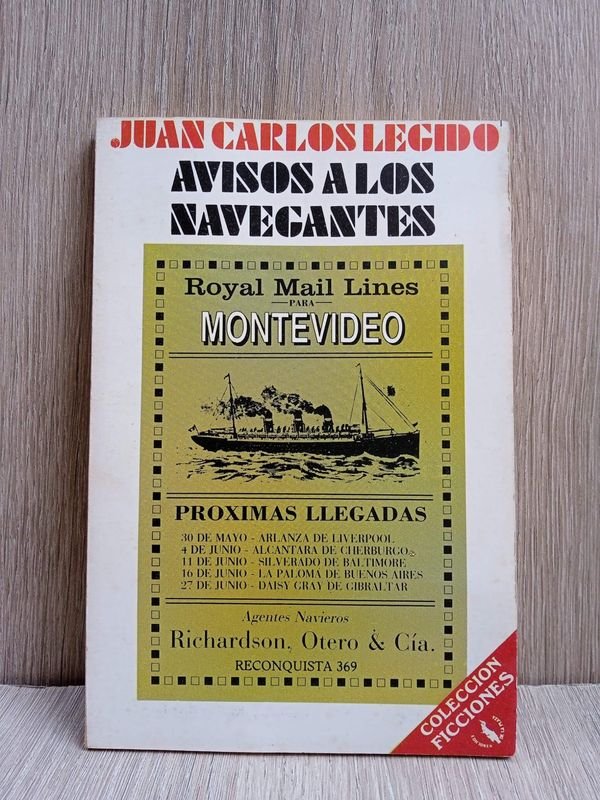 JUAN CARLOS LEGIDO
AVISOS A LOS
NAVEGANTES
Royal Mail Lines
PARA
MONTEVIDEO
PROXIMAS LLEGADAS
30 DE MAYO - ARLANZA DE LIVERPOOL
4 DE JUNIO - ALCANTARA DE CHERBURGO
11 DE JUNIO - SILVERADO DE BALTIMORE
16 DE JUNIO - LA PALOMA DE BUENOS AIRES
27 DE JUNIO - DAISY GRAY DE GIBRALTAR
Agentes Navieros
Richardson, Otero & Cía.
RECONQUISTA 369
COLECCION
FICCIONES